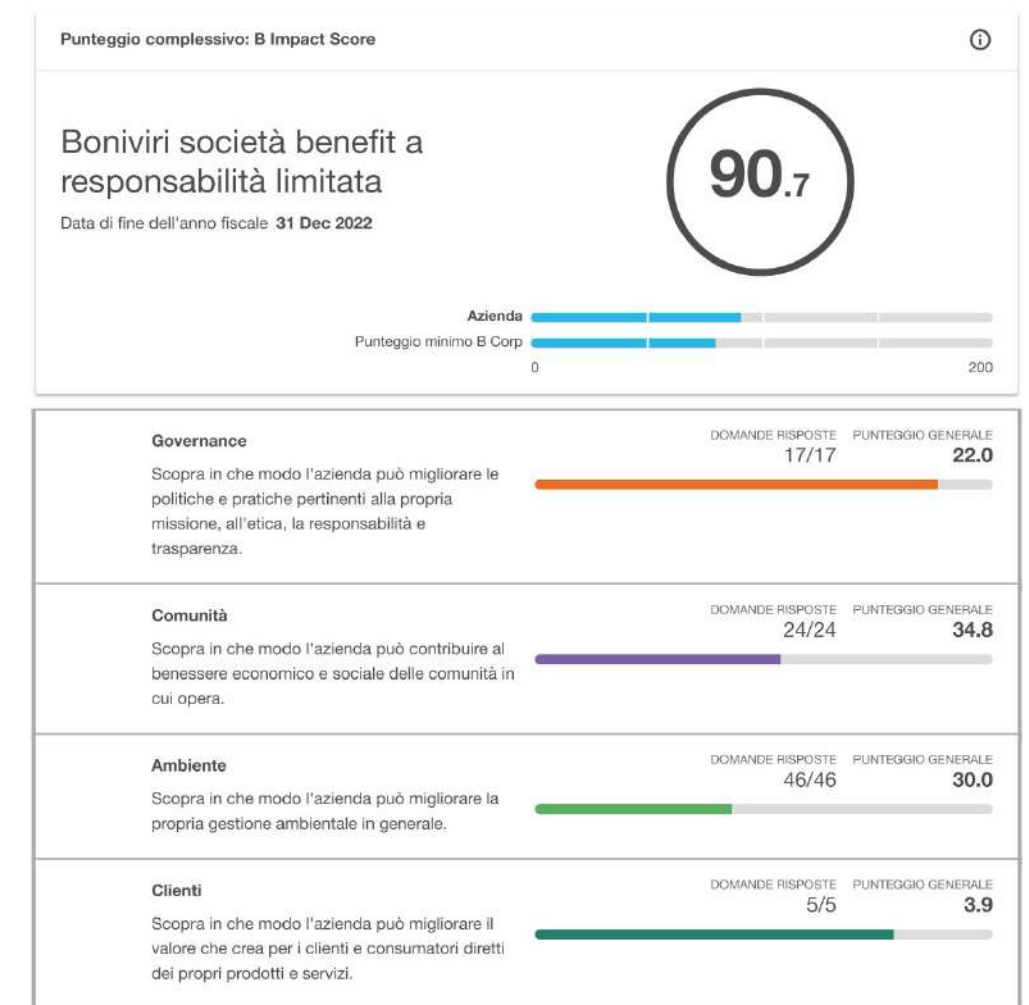 Punteggio complessivo: B Impact Score
Boniviri società benefit a
responsabilità limitata
Data di fine dell'anno fiscale 31 Dec 2022
90.7
Azienda
Punteggio minimo B Corp
0 200
Governance
Scopra in che modo l'azienda può migliorare le
politiche e pratiche pertinenti alla propria
missione, all'etica, la responsabilità e
trasparenza.
DOMANDE RISPOSTE PUNTEGGIO GENERALE
17/17 22.0
Comunità
Scopra in che modo l'azienda può contribuire al
benessere economico e sociale delle comunità in
cui opera.
DOMANDE RISPOSTE PUNTEGGIO GENERALE
24/24 34.8
Ambiente
Scopra in che modo l'azienda può migliorare la
propria gestione ambientale in generale.
DOMANDE RISPOSTE PUNTEGGIO GENERALE
46/46 30.0
Clienti
Scopra in che modo l'azienda può migliorare il
valore che crea per i clienti e consumatori diretti
dei propri prodotti e servizi.
DOMANDE RISPOSTE PUNTEGGIO GENERALE
5/5 3.9